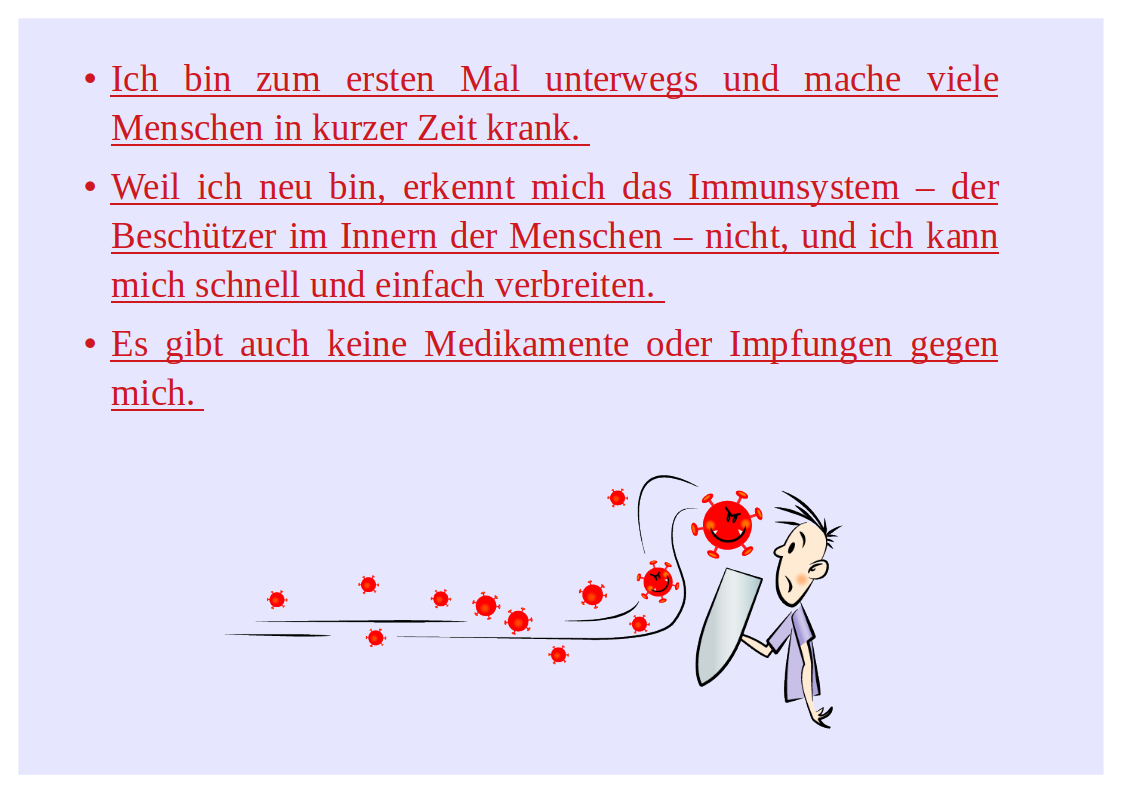 • Ich bin zum ersten Mal unterwegs und mache viele
Menschen in kurzer Zeit krank.
• Weil ich neu bin, erkennt mich das Immunsystem – der
Beschützer im Innern der Menschen – nicht, und ich kann
mich schnell und einfach verbreiten.
• Es gibt auch keine Medikamente oder Impfungen gegen
mich.